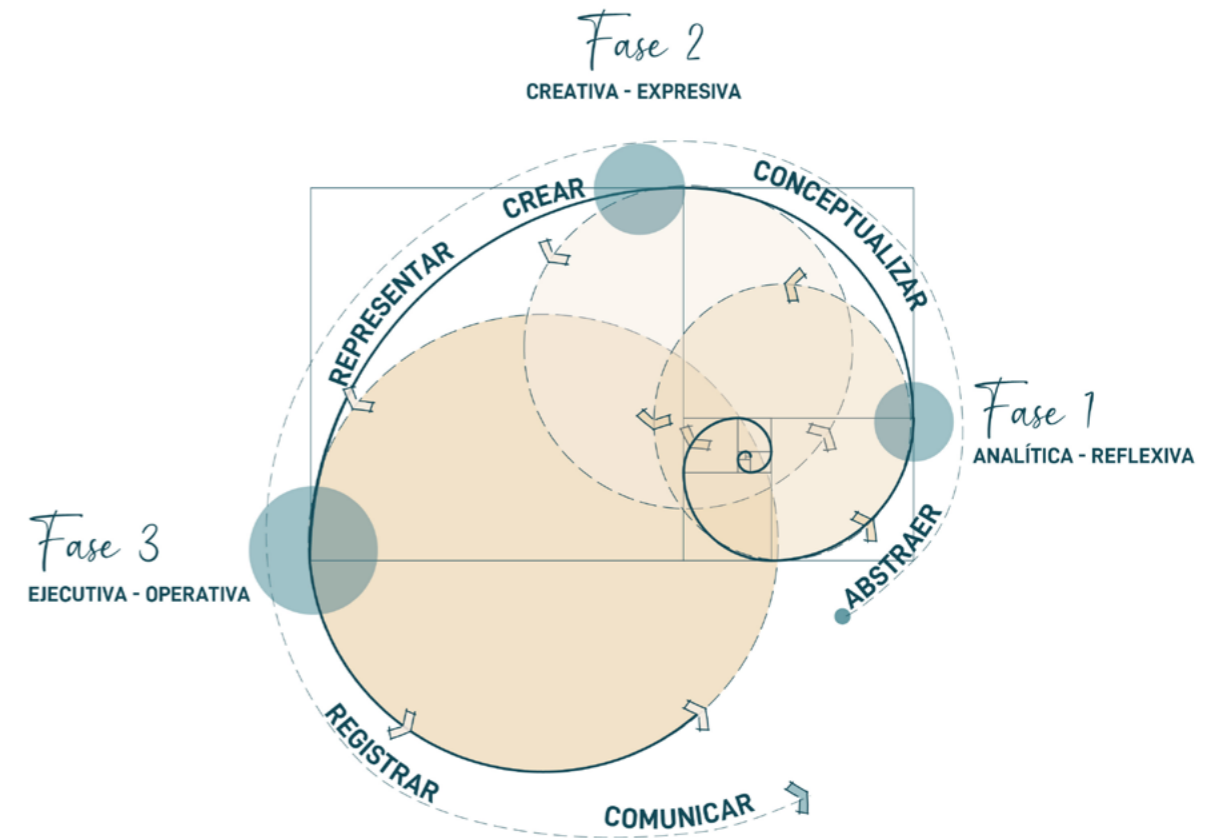 Fase 2
CREATIVA - EXPRESIVA
CONCEPTUALIZAR
CREAR
REPRESENTAR
Fase 1
ANALÍTICA - REFLEXIVA
ABSTRAER
Fase 3
EJECUTIVA - OPERATIVA
REGISTRAR
COMUNICAR